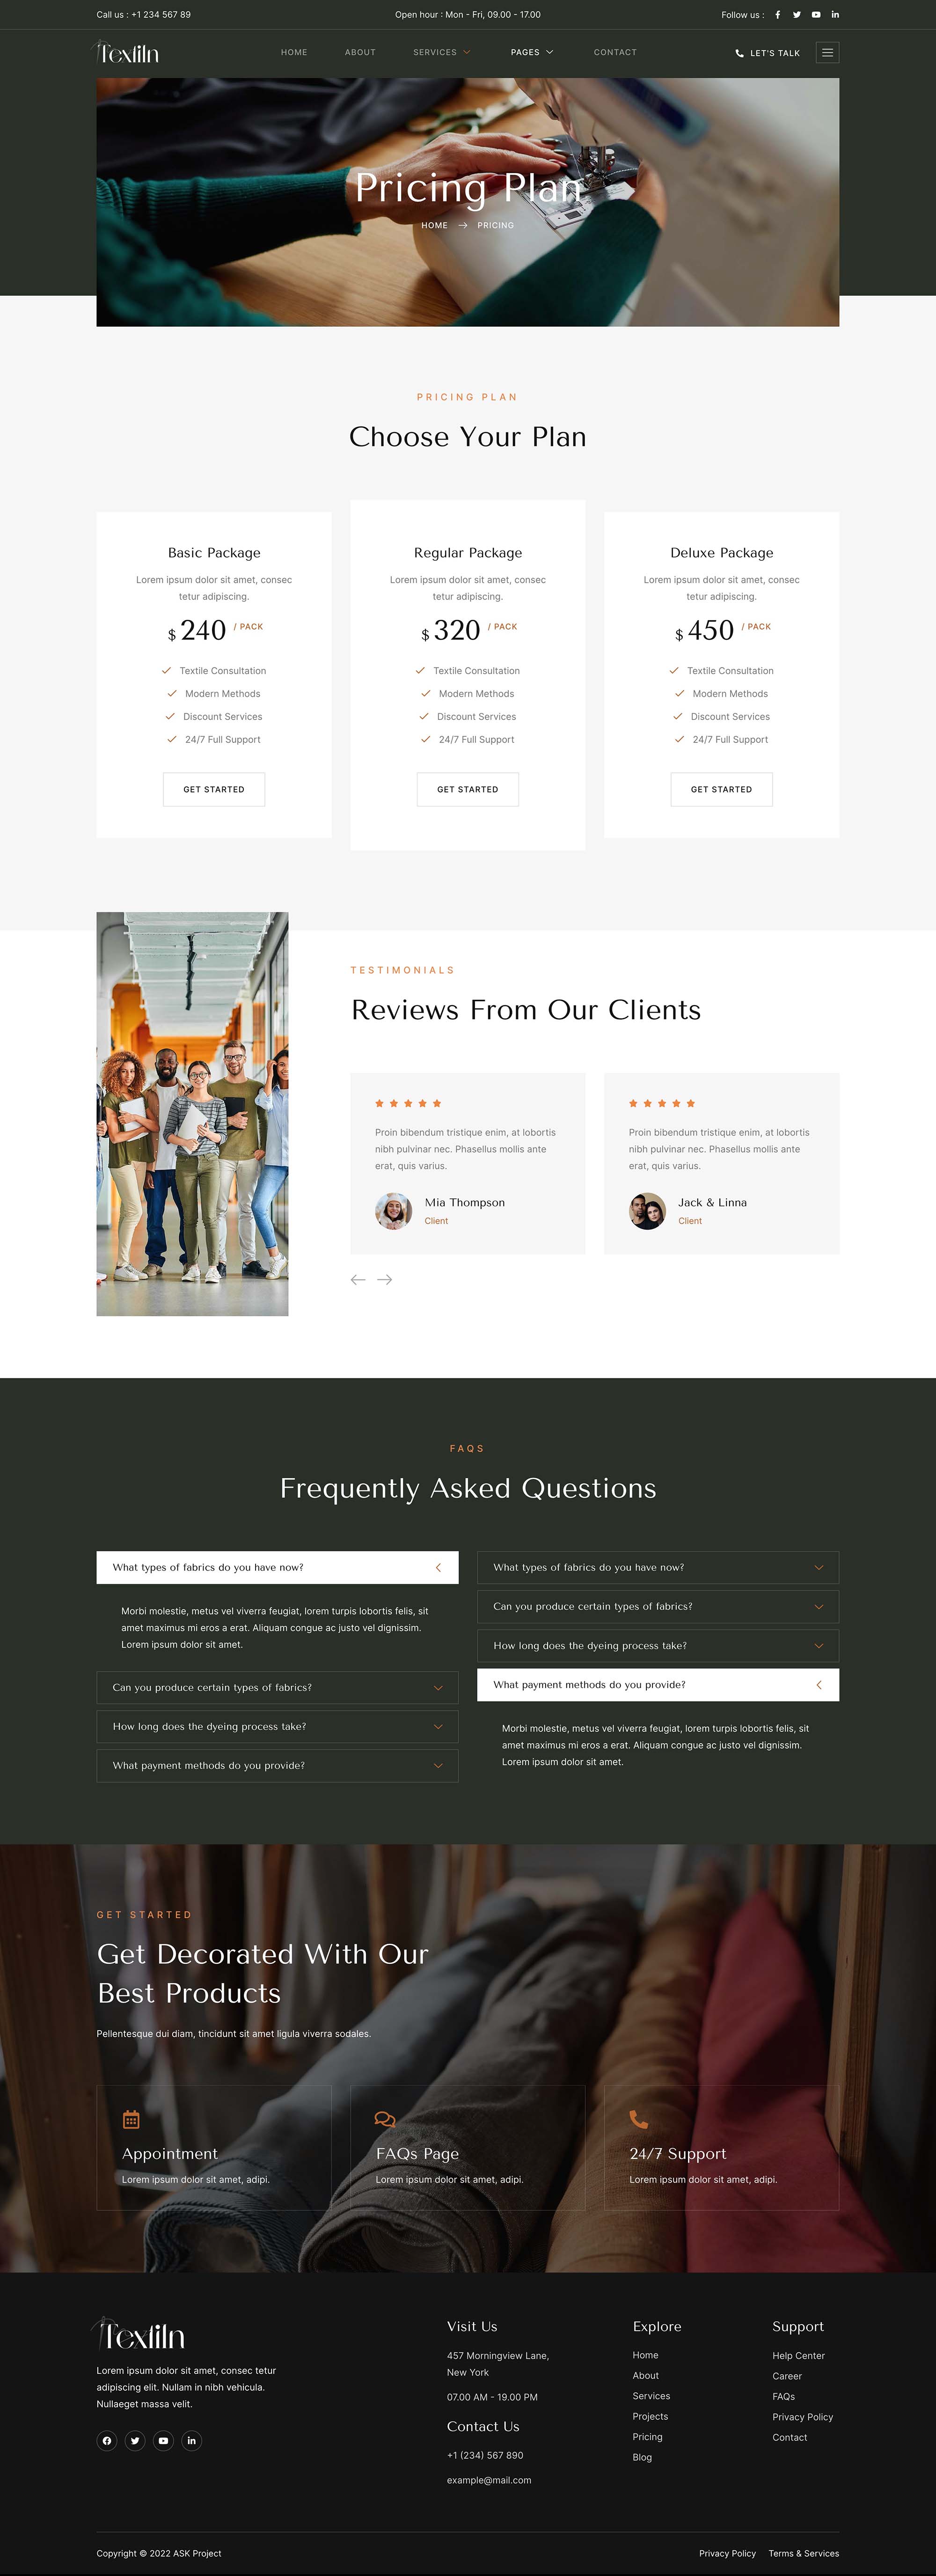 Call us : +1 234 567 89
Open hour : Mon - Fri, 09.00 - 17.00
Follow us :
Textiln
HOME
ABOUT
SERVICES
PAGES
CONTACT
LET'S TALK
Pricing Plan
HOME → PRICING
PRICING PLAN
Choose Your Plan
Basic Package
Lorem ipsum dolor sit amet, consec
tetur adipiscing.
$ 240 / PACK
Textile Consultation
Modern Methods
Discount Services
24/7 Full Support
GET STARTED
Regular Package
Lorem ipsum dolor sit amet, consec
tetur adipiscing.
$ 320 / PACK
Textile Consultation
Modern Methods
Discount Services
24/7 Full Support
GET STARTED
Deluxe Package
Lorem ipsum dolor sit amet, consec
tetur adipiscing.
$ 450 / PACK
Textile Consultation
Modern Methods
Discount Services
24/7 Full Support
GET STARTED
TESTIMONIALS
Reviews From Our Clients
Proin bibendum tristique enim, at lobortis
nibh pulvinar nec. Phasellus mollis ante
erat, quis varius.
Mia Thompson
Client
Proin bibendum tristique enim, at lobortis
nibh pulvinar nec. Phasellus mollis ante
erat, quis varius.
Jack & Linna
Client
FAQS
Frequently Asked Questions
What types of fabrics do you have now?
Morbi molestie, metus vel viverra feugiat, lorem turpis lobortis felis, sit
amet maximus mi eros a erat. Aliquam congue ac justo vel dignissim.
Lorem ipsum dolor sit amet.
Can you produce certain types of fabrics?
How long does the dyeing process take?
What payment methods do you provide?
What types of fabrics do you have now?
Can you produce certain types of fabrics?
How long does the dyeing process take?
What payment methods do you provide?
Morbi molestie, metus vel viverra feugiat, lorem turpis lobortis felis, sit
amet maximus mi eros a erat. Aliquam congue ac justo vel dignissim.
Lorem ipsum dolor sit amet.
GET STARTED
Get Decorated With Our
Best Products
Pellentesque dui diam, tincidunt sit amet ligula viverra sodales.
Appointment
Lorem ipsum dolor sit amet, adipi.
FAQs Page
Lorem ipsum dolor sit amet, adipi.
24/7 Support
Lorem ipsum dolor sit amet, adipi.
Textiln
Lorem ipsum dolor sit amet, consec tetur
adipiscing elit. Nullam in nibh vehicula.
Nullaeget massa velit.
Visit Us
457 Morningview Lane,
New York
07.00 AM - 19.00 PM
Contact Us
+1 (234) 567 890
example@mail.com
Explore
Home
About
Services
Projects
Pricing
Blog
Support
Help Center
Career
FAQs
Privacy Policy
Contact
Copyright © 2022 ASK Project
Privacy Policy
Terms & Services